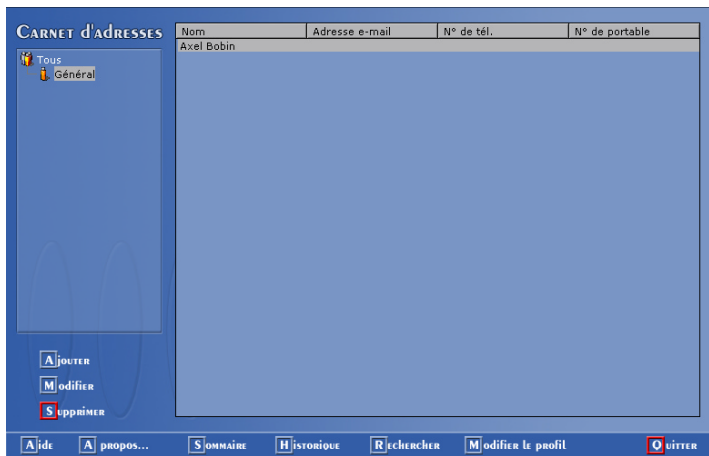 Carnet d'Adresses
Nom Adresse e-mail N° de tél. N° de portable
Axel Bobin
Tous
Général
Ajouter
Modifier
Supprimer
Aide A propos... Sommaire Historique Rechercher Modifier le profil Quitter